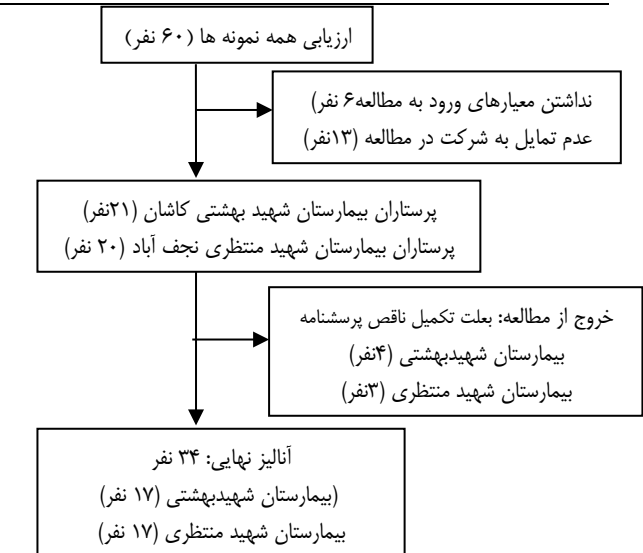 ارزیابی همه نمونه ها (۶۰ نفر)
نداشتن معیارهای ورود به مطالعه۶ نفر)
عدم تمایل به شرکت در مطالعه (۱۳نفر)
پرستاران بیمارستان شهید بهشتی کاشان (۲۱نفر)
پرستاران بیمارستان شهید منتظری نجف آباد (۲۰ نفر)
خروج از مطالعه: بعلت تکمیل ناقص پرسشنامه
بیمارستان شهیدبهشتی (۴نفر)
بیمارستان شهید منتظری (۳نفر)
آنالیز نهایی: ۳۴ نفر
(بیمارستان شهیدبهشتی (۱۷ نفر)
بیمارستان شهید منتظری (۱۷ نفر)